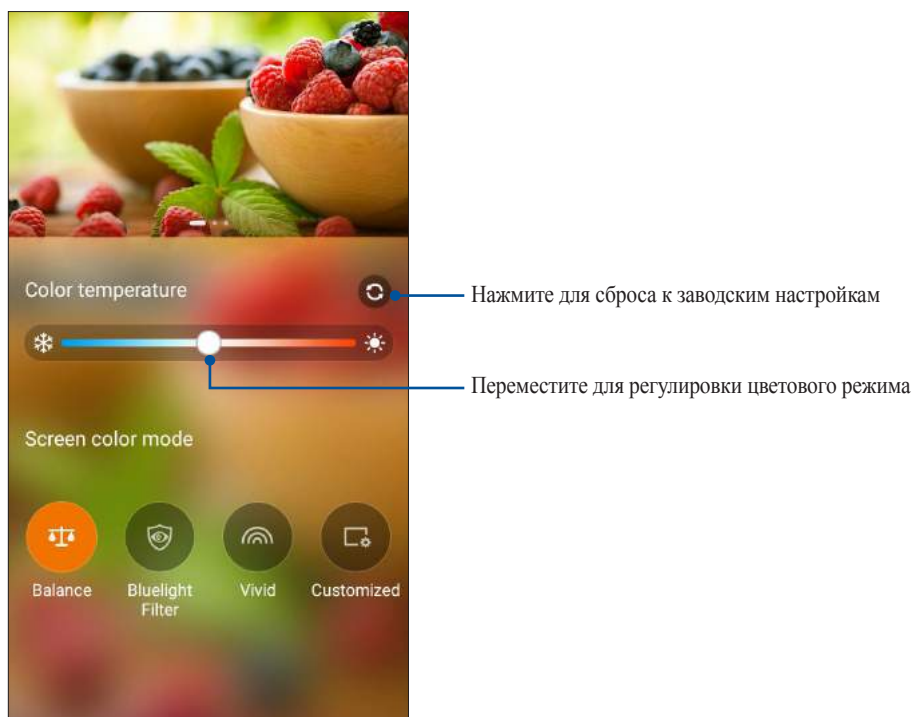 Color temperature
Нажмите для сброса к заводским настройкам
Переместите для регулировки цветового режима
Screen color mode
Balance
Bluelight
Filter
Vivid
Customized